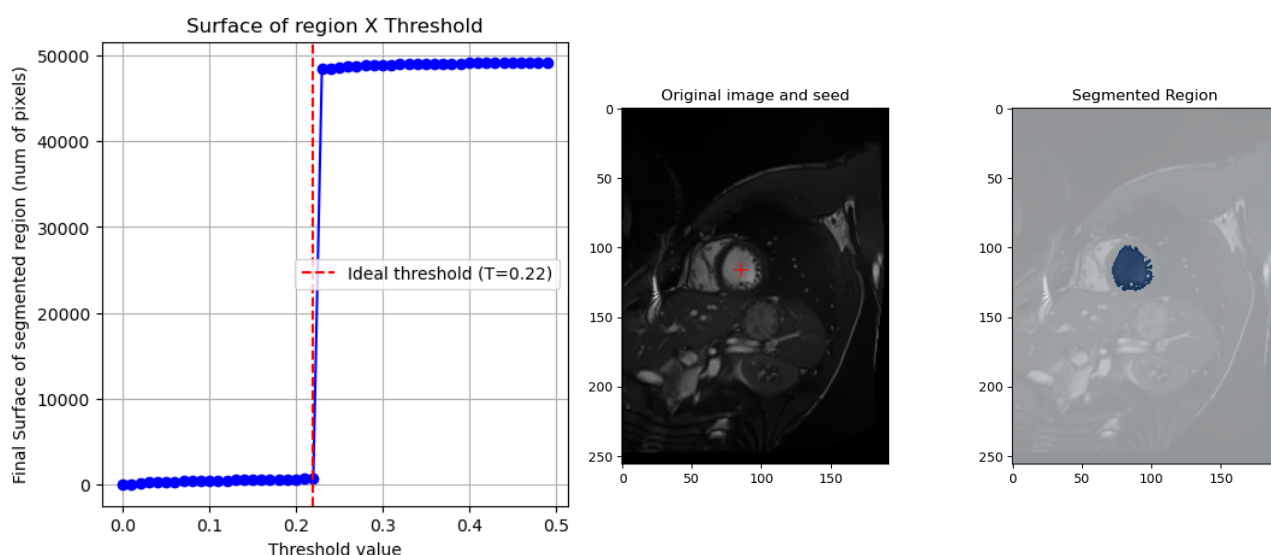 Surface of region X Threshold
Final Surface of segmented region (num of pixels)
50000
40000
30000
20000
10000
0
Ideal threshold (T=0.22)
0.0 0.1 0.2 0.3 0.4 0.5
Threshold value
Original image and seed
0
50
100
150
200
250
0 50 100 150
Segmented Region
0
50
100
150
200
250
0 50 100 150